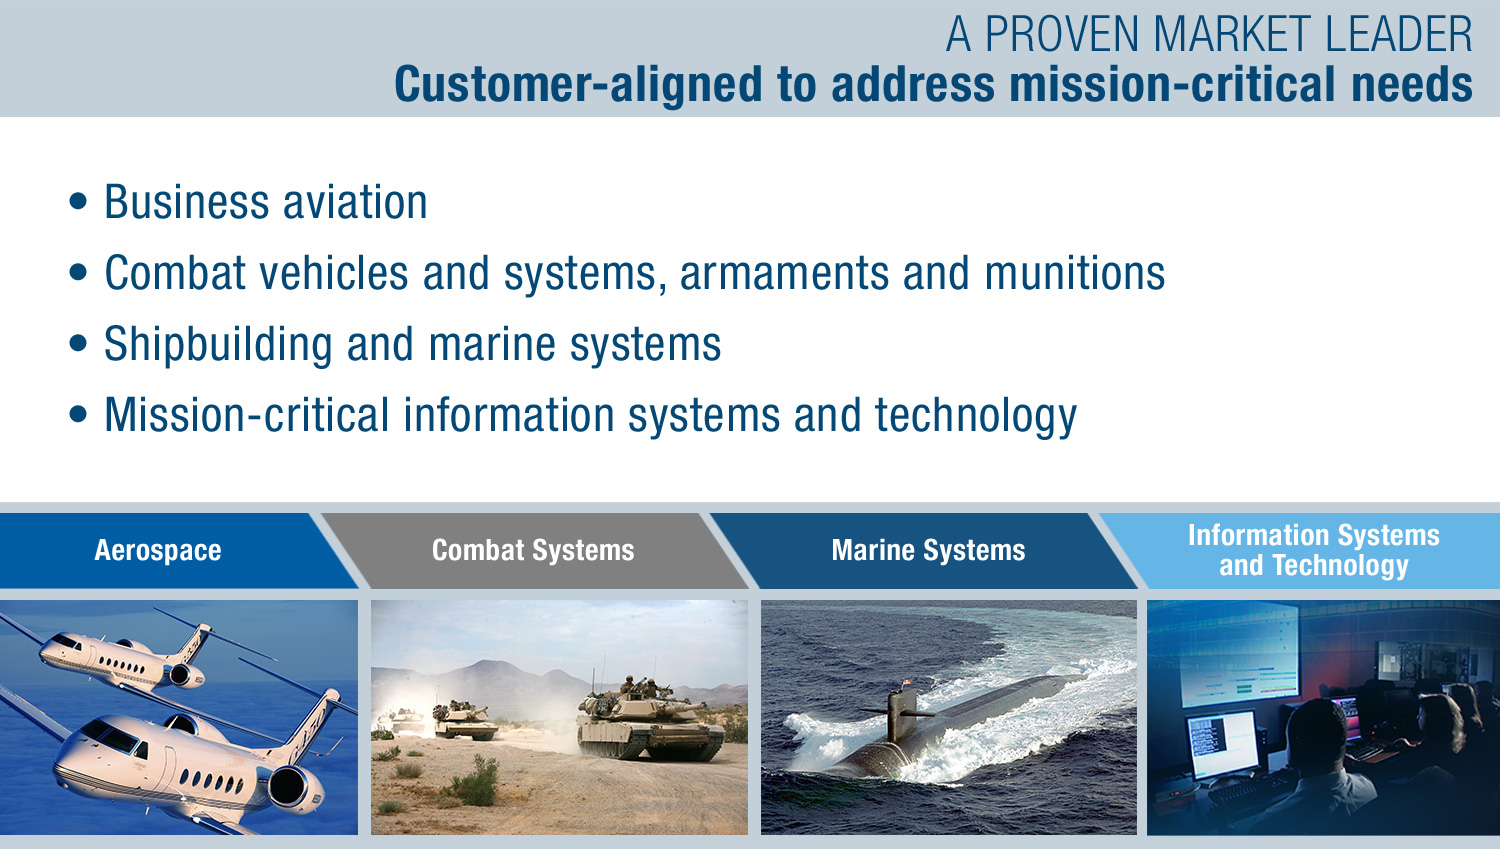 A PROVEN MARKET LEADER
Customer-aligned to address mission-critical needs
• Business aviation
• Combat vehicles and systems, armaments and munitions
• Shipbuilding and marine systems
• Mission-critical information systems and technology
Aerospace
Combat Systems
Marine Systems
Information Systems
and Technology